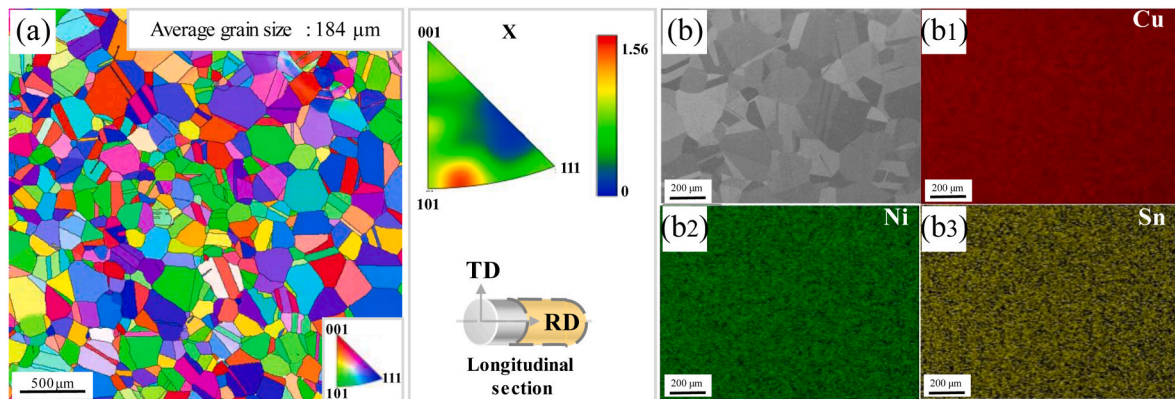 (a)
Average grain size : 184 μm
001
111
101
500μm
X
001
111
101
1.56
0
TD
RD
Longitudinal
section
(b)
200 μm
(b1)
Cu
200 μm
(b2)
Ni
200 μm
(b3)
Sn
200 μm